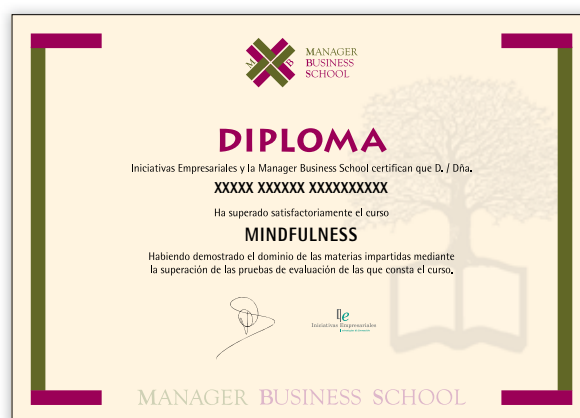 M B
MANAGER
BUSINESS
SCHOOL
DIPLOMA
Iniciativas Empresariales y la Manager Business School certifican que D. / Dña.
XXXXX XXXXXX XXXXXXXXXX
Ha superado satisfactoriamente el curso
MINDFULNESS
Habiendo demostrado el dominio de las materias impartidas mediante
la superación de las pruebas de evaluación de las que consta el curso.
Iniciativas Empresariales
MANAGER BUSINESS SCHOOL